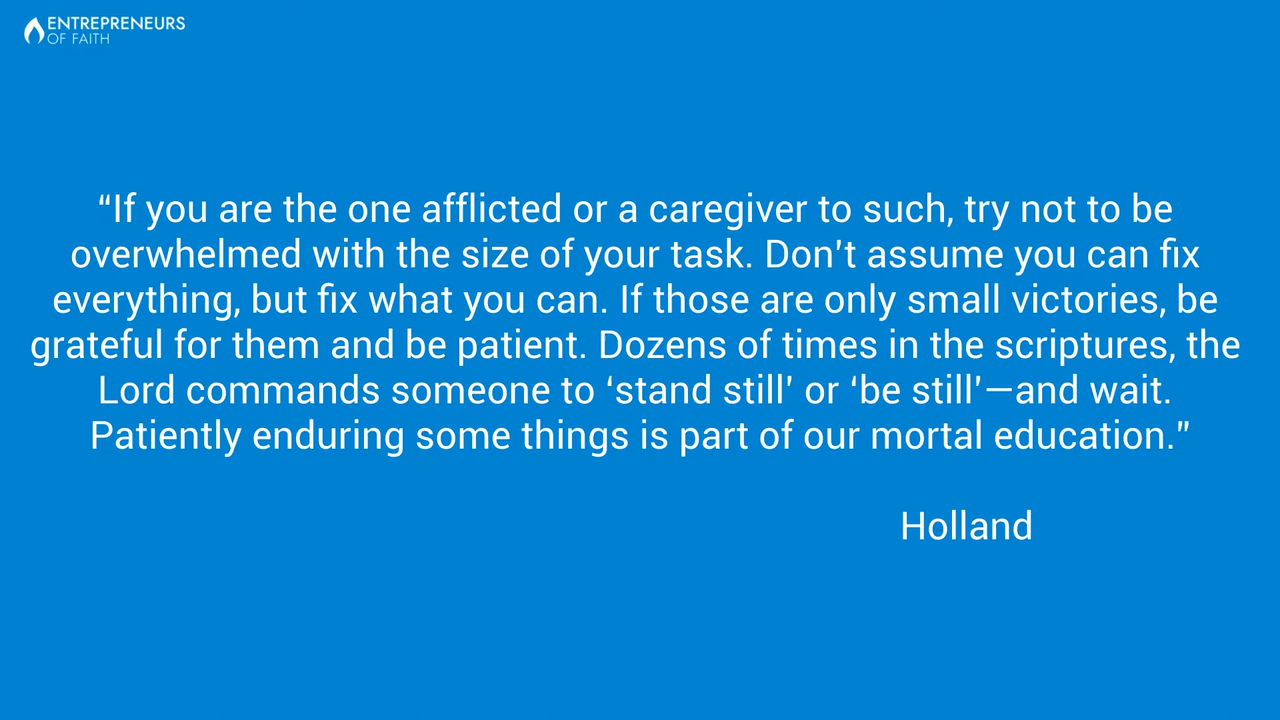 ENTREPRENEURS
OF FAITH
“If you are the one afflicted or a caregiver to such, try not to be
overwhelmed with the size of your task. Don't assume you can fix
everything, but fix what you can. If those are only small victories, be
grateful for them and be patient. Dozens of times in the scriptures, the
Lord commands someone to ‘stand still’ or ‘be still’—and wait.
Patiently enduring some things is part of our mortal education.”
Holland